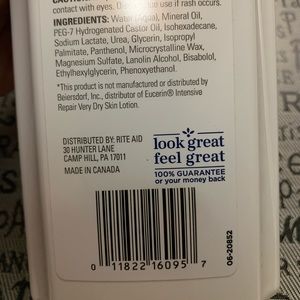 contact with eyes. Discontinue use if rash occurs.
INGREDIENTS: Water (Aqua), Mineral Oil,
PEG-7 Hydrogenated Castor Oil, Isohexadecane,
Sodium Lactate, Urea, Glycerin, Isopropyl
Palmitate, Panthenol, Microcrystalline Wax,
Magnesium Sulfate, Lanolin Alcohol, Bisabolol,
Ethylhexylglycerin, Phenoxyethanol.
*This product is not manufactured or distributed by
Beiersdorf, Inc., distributor of Eucerin® Intensive
Repair Very Dry Skin Lotion.
DISTRIBUTED BY: RITE AID
30 HUNTER LANE
CAMP HILL, PA 17011
MADE IN CANADA
look great
feel great
100% GUARANTEE
or your money back
0 11822 16095 7
06-20852